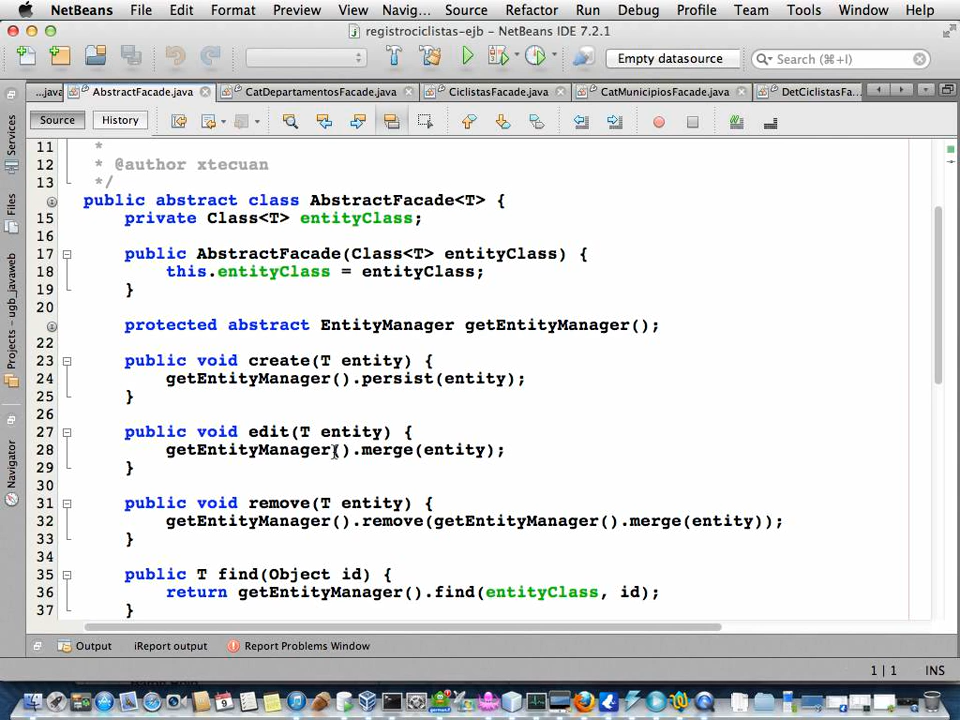 NetBeans File Edit Format Preview View Navig... Source Refactor Run Debug Profile Team Tools Window Help
registrociclistas-ejb - NetBeans IDE 7.2.1
Empty datasource Search (⌘+I)
...java AbstractFacade.java CatDepartamentosFacade.java CiclistasFacade.java CatMunicipiosFacade.java DetCiclistasFa...
Source History
Services
Files
Projects - ugb_javaweb
Navigator
11 *
12 * @author xtecuan
13 */
public abstract class AbstractFacade<T> {
15 private Class<T> entityClass;
16
17 public AbstractFacade(Class<T> entityClass) {
18 this.entityClass = entityClass;
19 }
20
protected abstract EntityManager getEntityManager();
22
23 public void create(T entity) {
24 getEntityManager().persist(entity);
25 }
26
27 public void edit(T entity) {
28 getEntityManager().merge(entity);
29 }
30
31 public void remove(T entity) {
32 getEntityManager().remove(getEntityManager().merge(entity));
33 }
34
35 public T find(Object id) {
36 return getEntityManager().find(entityClass, id);
37 }
Output iReport output Report Problems Window
1 | 1 INS